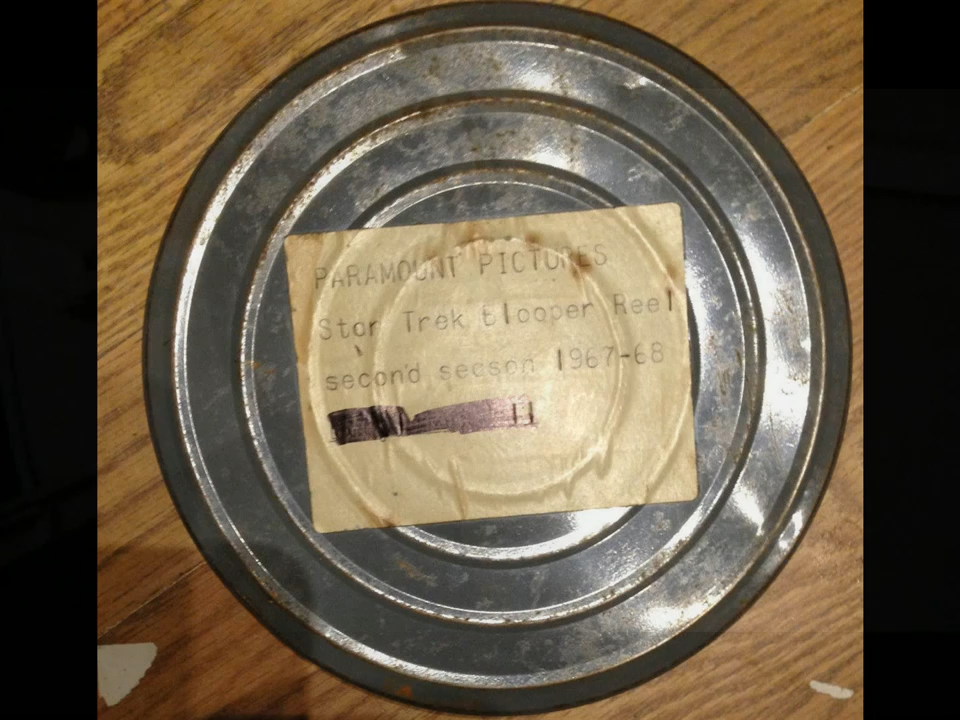 PARAMOUNT PICTURES
Star Trek Blooper Reel
second season 1967-68